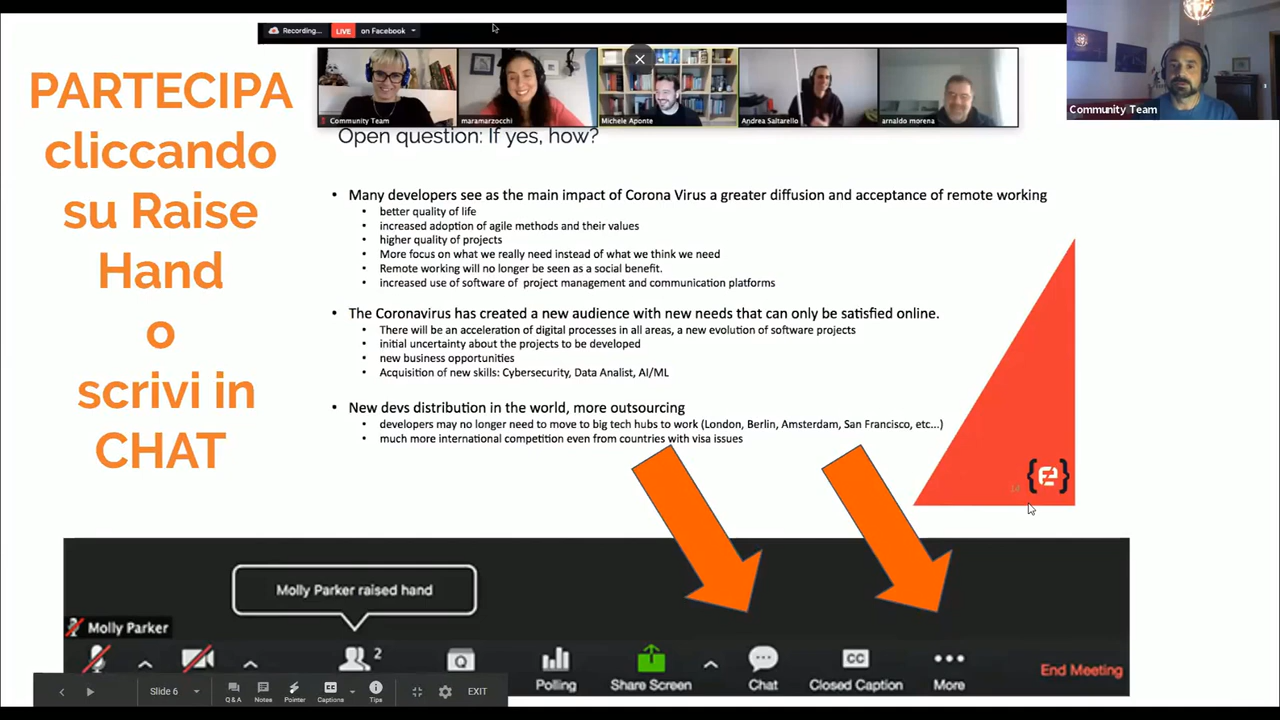 PARTECIPA
cliccando
su Raise
Hand
o
scrivi in
CHAT
Recording...
LIVE
on Facebook
Community Team
maramarzocchi
Michele Aponte
Andrea Saltarello
arnaldo morena
Community Team
Open question: If yes, how?
• Many developers see as the main impact of Corona Virus a greater diffusion and acceptance of remote working
• better quality of life
• increased adoption of agile methods and their values
• higher quality of projects
• More focus on what we really need instead of what we think we need
• Remote working will no longer be seen as a social benefit.
• increased use of software of project management and communication platforms
• The Coronavirus has created a new audience with new needs that can only be satisfied online.
• There will be an acceleration of digital processes in all areas, a new evolution of software projects
• initial uncertainty about the projects to be developed
• new business opportunities
• Acquisition of new skills: Cybersecurity, Data Analist, AI/ML
• New devs distribution in the world, more outsourcing
• developers may no longer need to move to big tech hubs to work (London, Berlin, Amsterdam, San Francisco, etc...)
• much more international competition even from countries with visa issues
Molly Parker raised hand
Molly Parker
2
Polling
Share Screen
Chat
CC
Closed Caption
More
End Meeting
Slide 6
Q & A
Notes
Pointer
Captions
Tips
EXIT